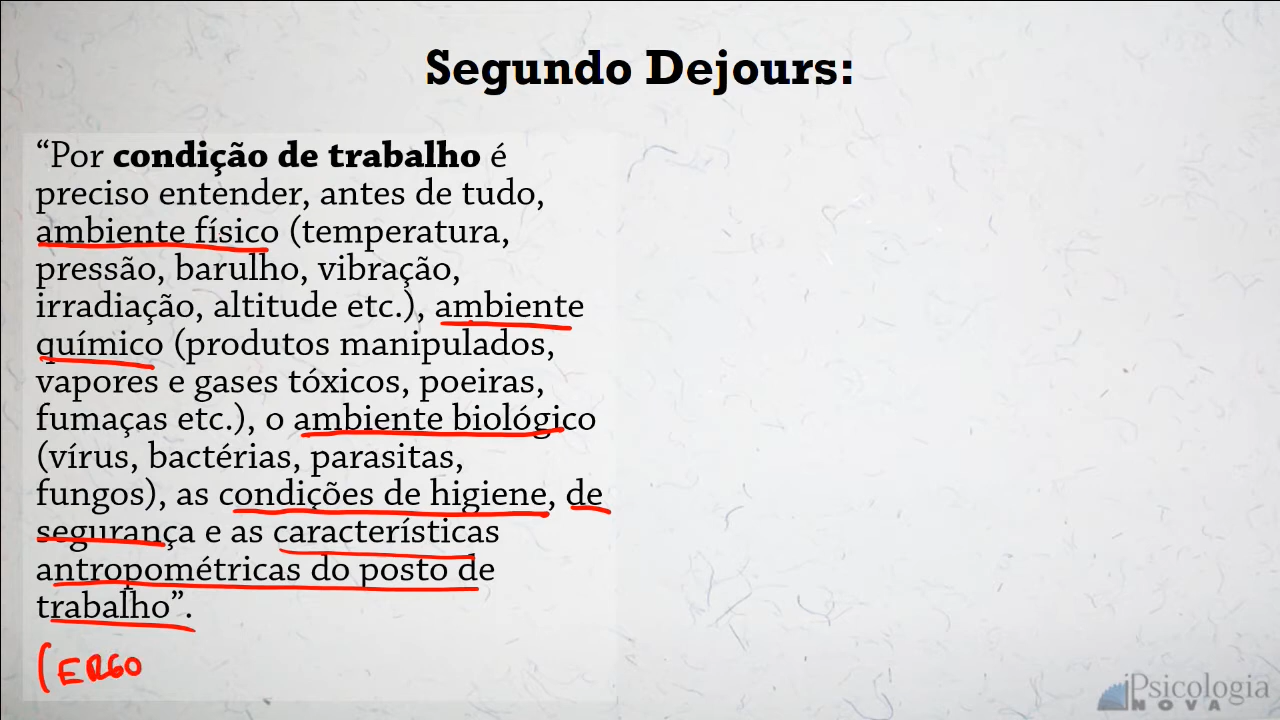 Segundo Dejours:
“Por condição de trabalho é
preciso entender, antes de tudo,
ambiente físico (temperatura,
pressão, barulho, vibração,
irradiação, altitude etc.), ambiente
químico (produtos manipulados,
vapores e gases tóxicos, poeiras,
fumaças etc.), o ambiente biológico
(vírus, bactérias, parasitas,
fungos), as condições de higiene, de
segurança e as características
antropométricas do posto de
trabalho”.
(ERGO
Psicologia
NOVA